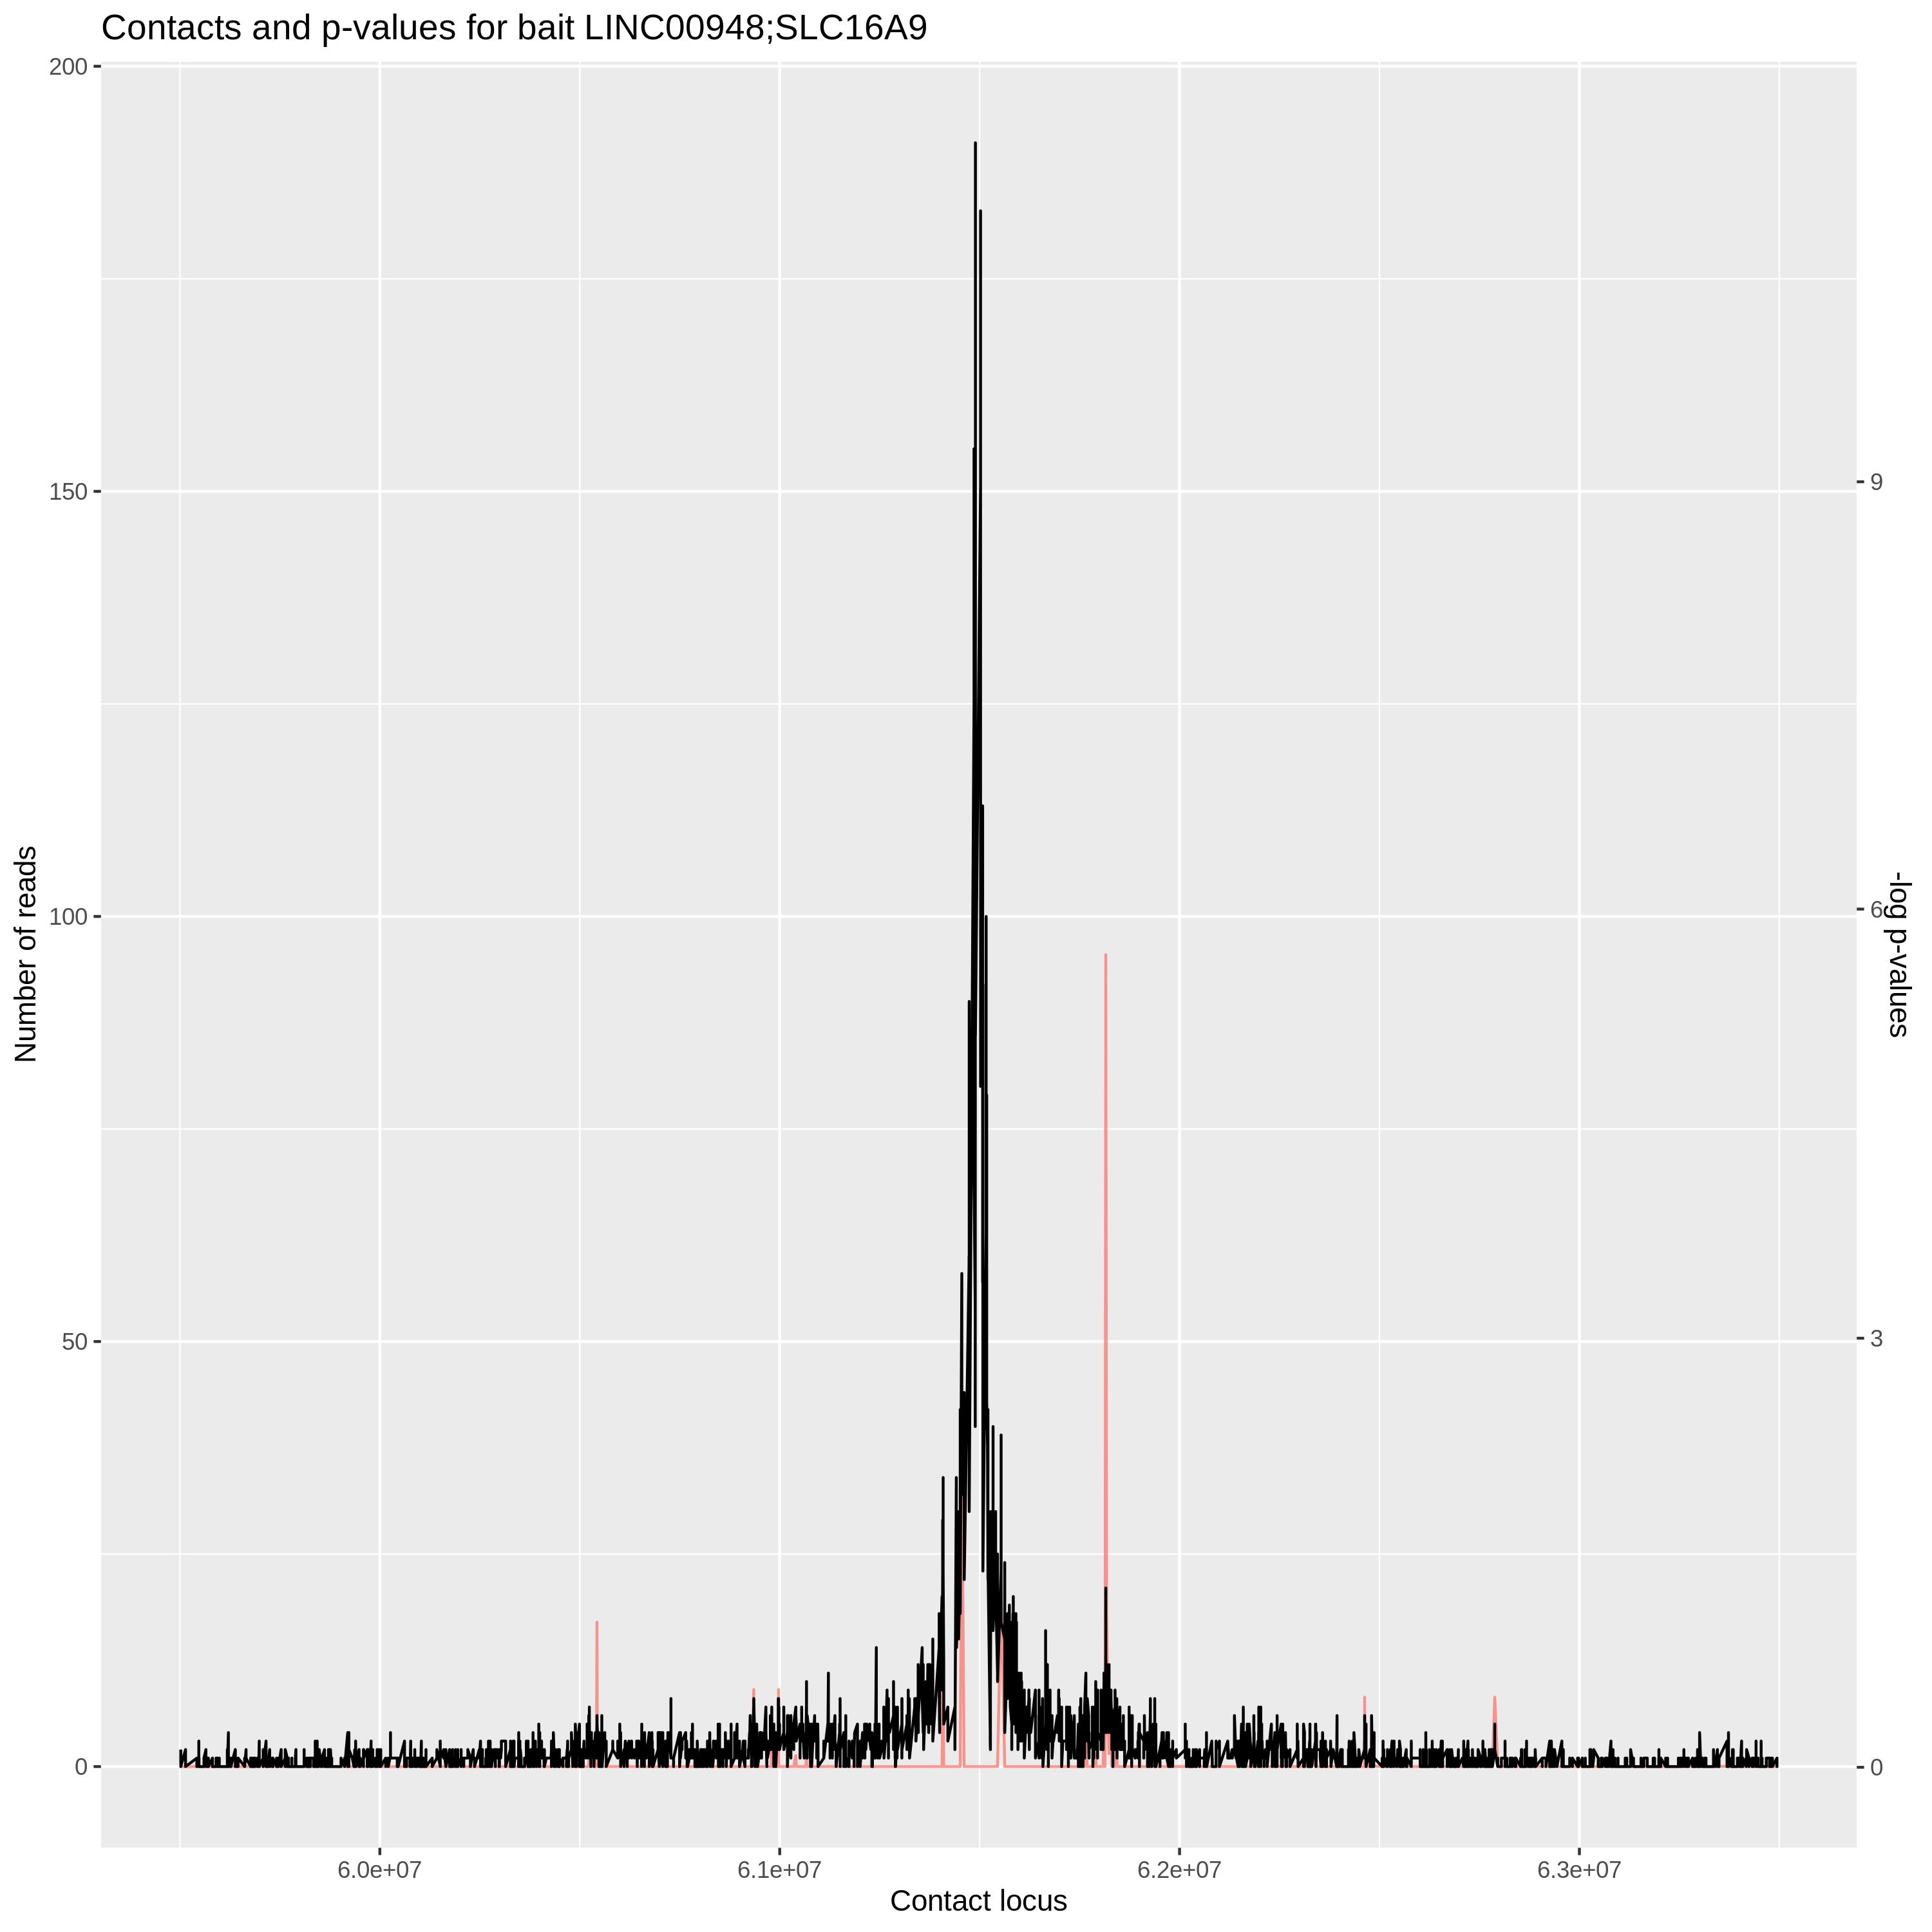 Contacts and p-values for bait LINC00948;SLC16A9
200
150
100
50
0
Number of reads
9
6
3
0
-log p-values
6.0e+07
6.1e+07
6.2e+07
6.3e+07
Contact locus